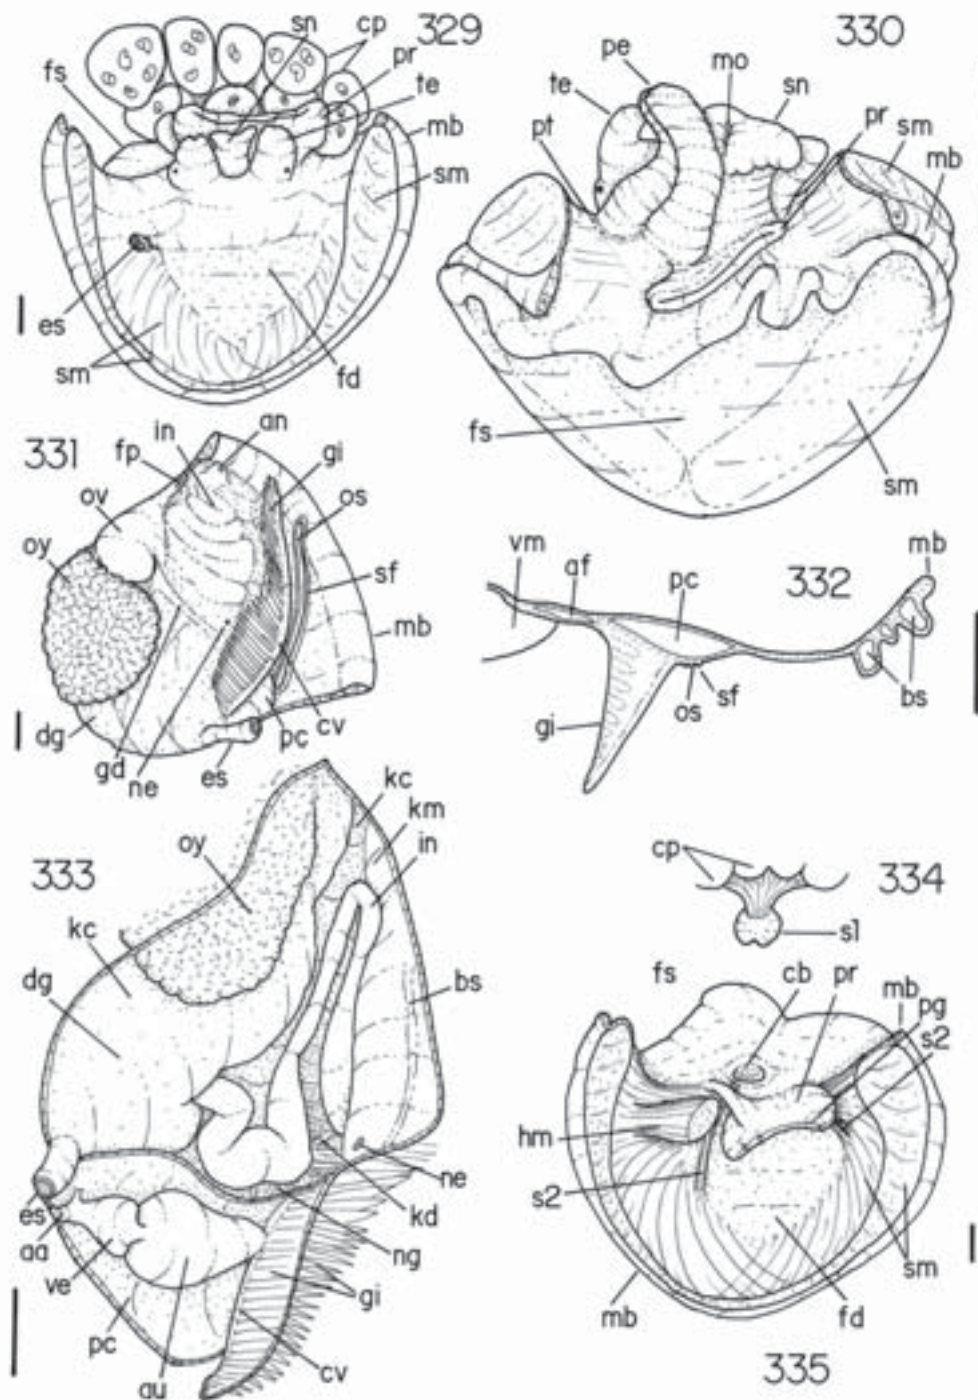 329
sn
cp
pr
te
fs
mb
sm
es
sm
fd
330
pe
mo
sn
te
pt
pr
sm
mb
fs
sm
331
in
an
fp
gi
ov
os
oy
sf
mb
dg
gd
ne
es
pc
cv
332
vm
af
pc
mb
gi
os
sf
bs
333
kc
km
oy
in
kc
dg
bs
es
aa
ve
pc
au
cv
gi
ng
kd
ne
334
cp
s1
335
fs
cb
pr
mb
pg
s2
hm
s2
sm
mb
fd